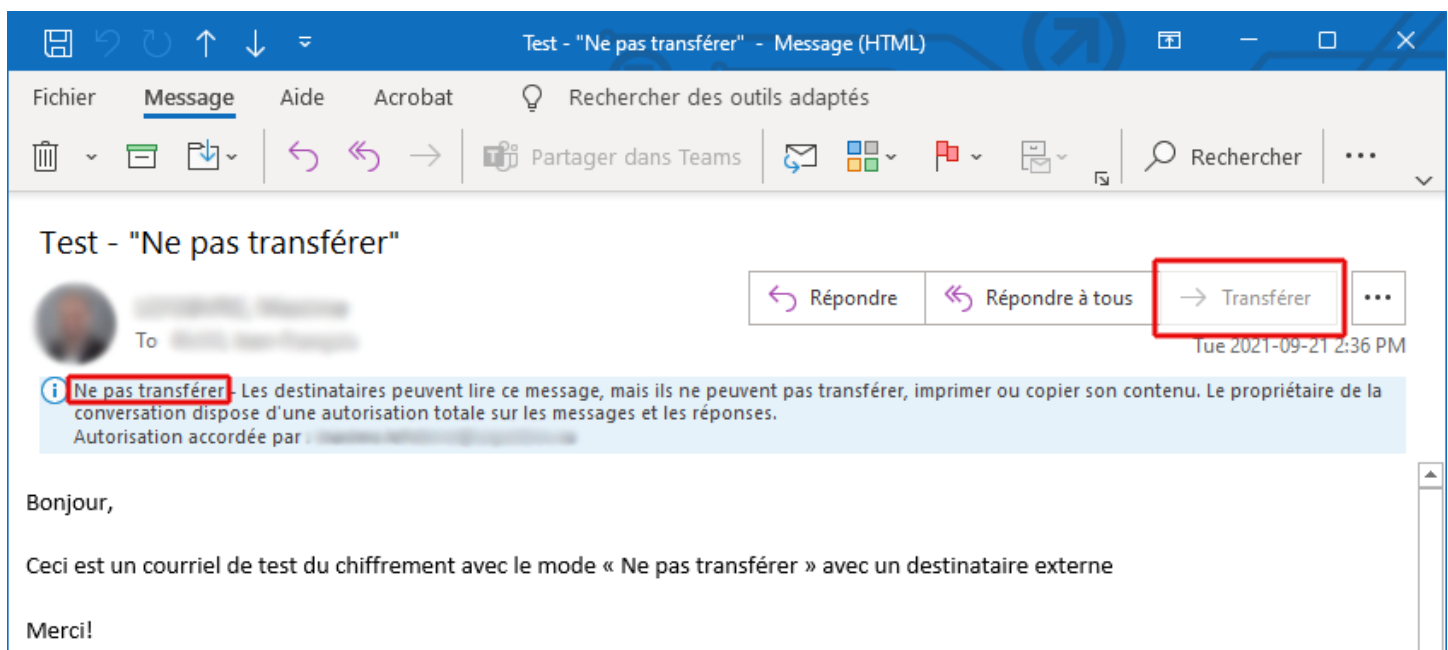 Test - "Ne pas transférer" - Message (HTML)
Fichier Message Aide Acrobat Rechercher des outils adaptés
Partager dans Teams Rechercher
Test - "Ne pas transférer"
Répondre Répondre à tous Transférer
To
Tue 2021-09-21 2:36 PM
Ne pas transférer - Les destinataires peuvent lire ce message, mais ils ne peuvent pas transférer, imprimer ou copier son contenu. Le propriétaire de la
conversation dispose d'une autorisation totale sur les messages et les réponses.
Autorisation accordée par :
Bonjour,
Ceci est un courriel de test du chiffrement avec le mode « Ne pas transférer » avec un destinataire externe
Merci!